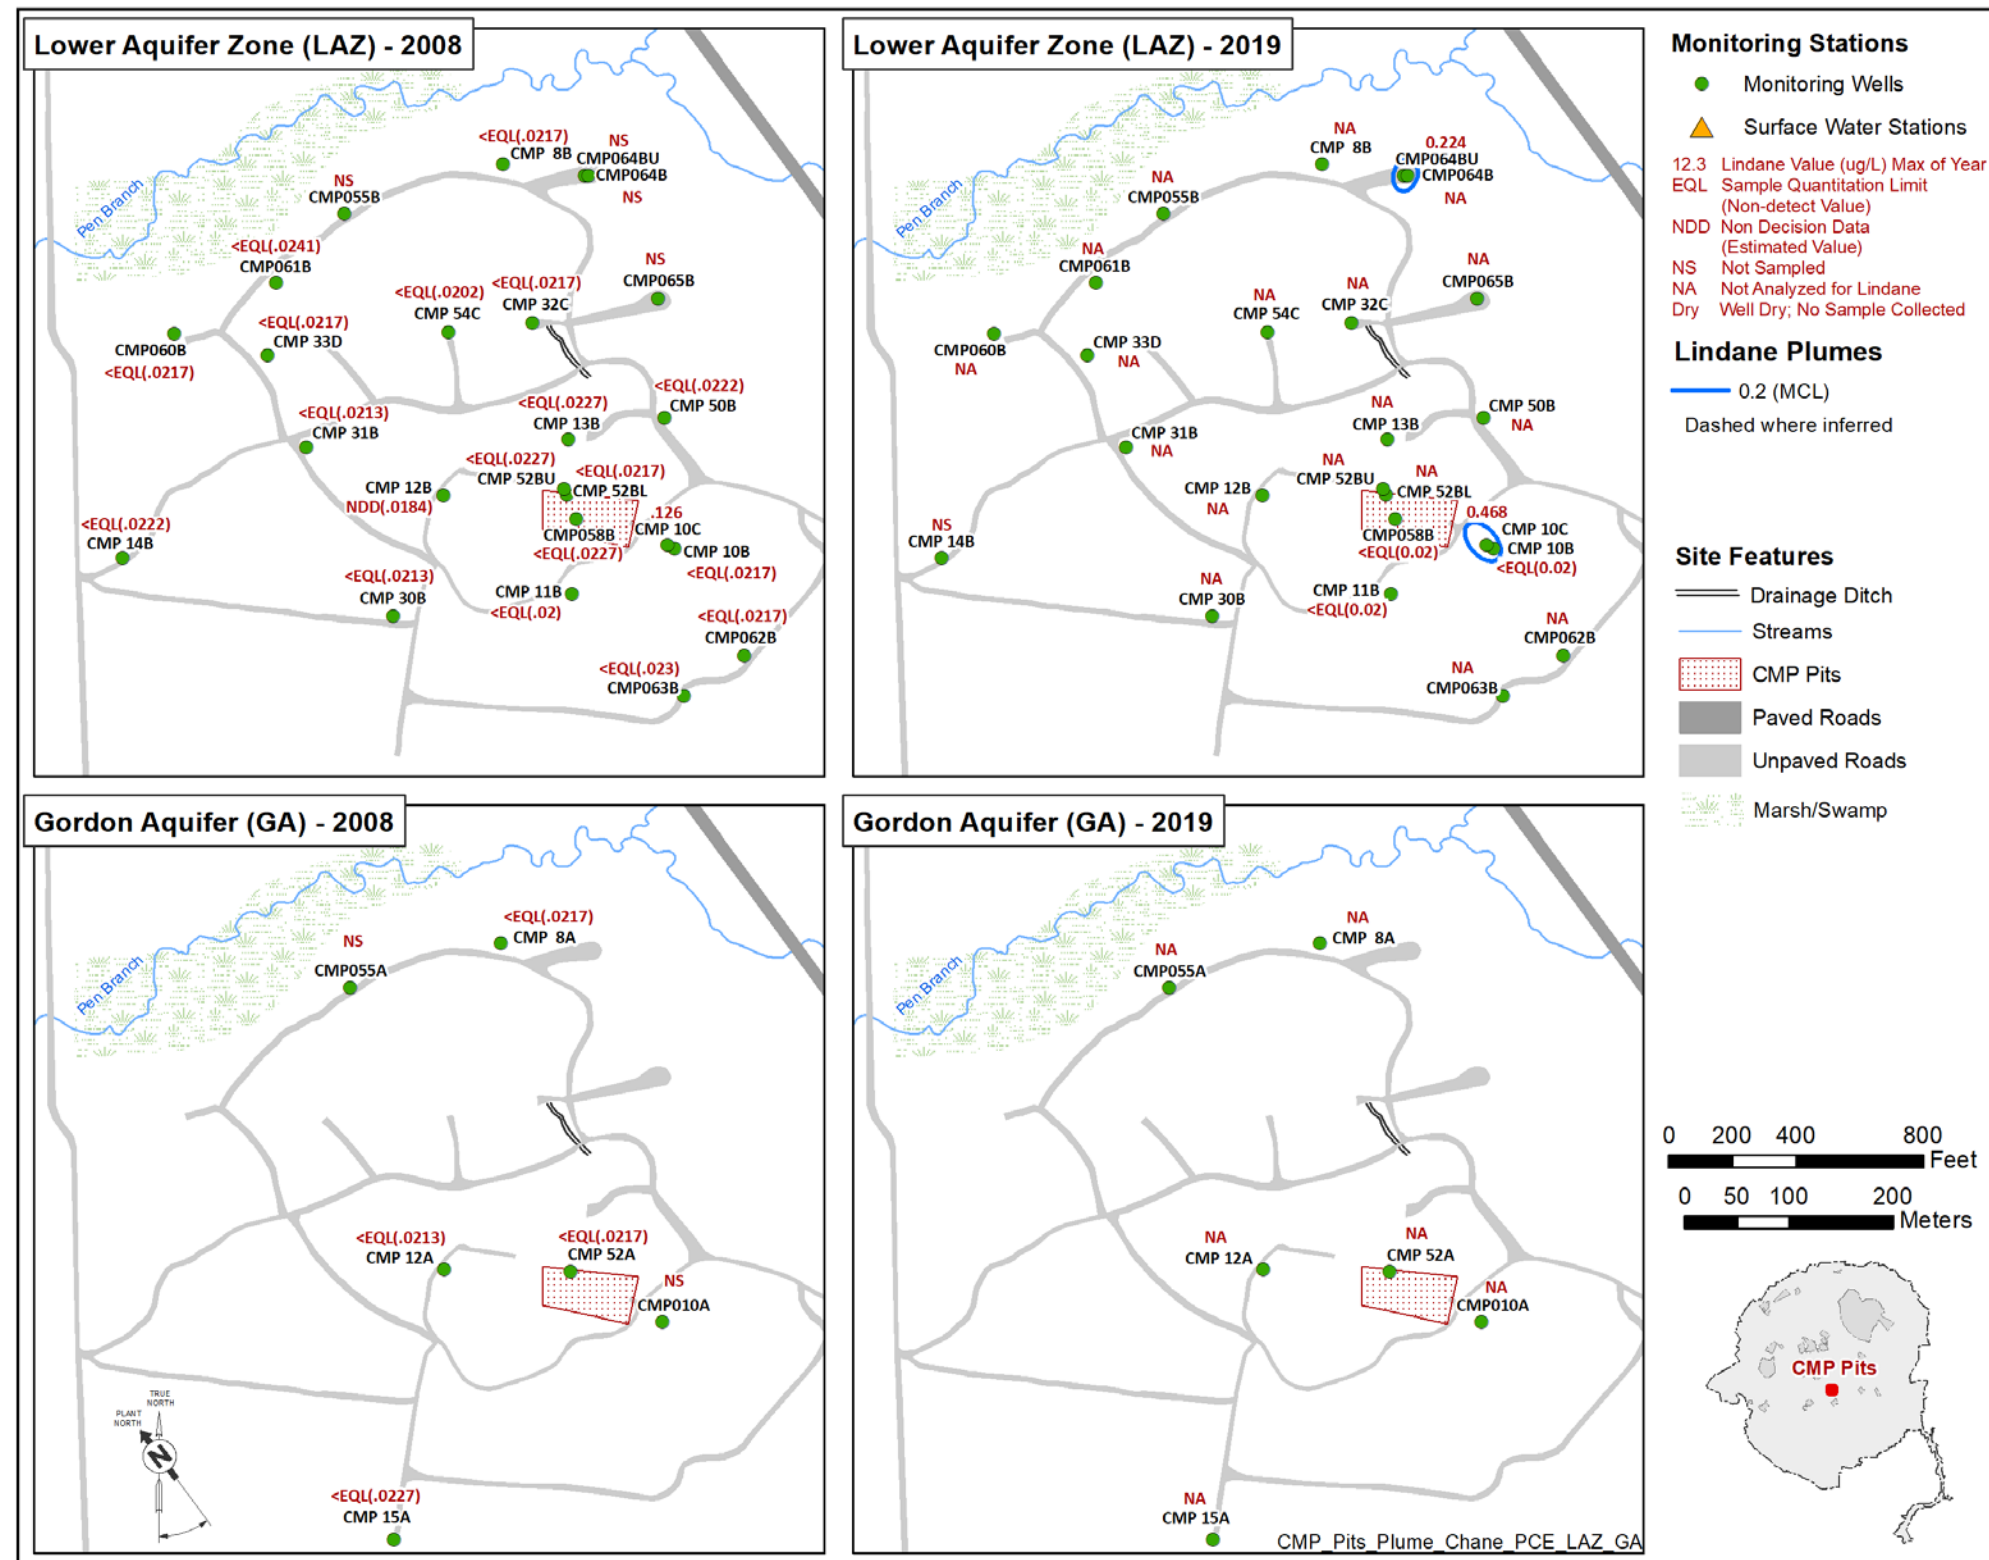 Lower Aquifer Zone (LAZ) - 2008
<EQL(.0217)
CMP 8B
NS
CMP064BU
CMP064B
NS
NS
CMP055B
Pen Branch
<EQL(.0241)
CMP061B
NS
CMP065B
<EQL(.0202)
CMP 54C
<EQL(.0217)
CMP 32C
<EQL(.0217)
CMP 33D
CMP060B
<EQL(.0217)
<EQL(.0222)
CMP 50B
<EQL(.0213)
CMP 31B
<EQL(.0227)
CMP 13B
<EQL(.0227)
CMP 52BU
<EQL(.0217)
CMP 52BL
CMP 12B
NDD(.0184)
.126
CMP 10C
CMP058B
<EQL(.0227)
CMP 10B
<EQL(.0217)
<EQL(.0222)
CMP 14B
<EQL(.0213)
CMP 30B
CMP 11B
<EQL(.02)
<EQL(.0217)
CMP062B
<EQL(.023)
CMP063B
Lower Aquifer Zone (LAZ) - 2019
NA
CMP 8B
0.224
CMP064BU
CMP064B
NA
NA
CMP055B
Pen Branch
NA
CMP061B
NA
CMP065B
NA
CMP 54C
NA
CMP 32C
CMP 33D
NA
CMP060B
NA
NA
CMP 13B
CMP 50B
NA
CMP 31B
NA
NA
CMP 52BU
NA
CMP 52BL
CMP 12B
NA
0.468
CMP 10C
CMP058B
<EQL(0.02)
CMP 10B
<EQL(0.02)
NS
CMP 14B
NA
CMP 30B
CMP 11B
<EQL(0.02)
NA
CMP062B
NA
CMP063B
Gordon Aquifer (GA) - 2008
<EQL(.0217)
CMP 8A
NS
CMP055A
Pen Branch
<EQL(.0213)
CMP 12A
<EQL(.0217)
CMP 52A
NS
CMP010A
<EQL(.0227)
CMP 15A
TRUE
NORTH
PLANT
NORTH
N
Gordon Aquifer (GA) - 2019
NA
CMP 8A
NA
CMP055A
Pen Branch
NA
CMP 12A
NA
CMP 52A
NA
CMP010A
NA
CMP 15A
CMP_Pits_Plume_Chane_PCE_LAZ_GA
Monitoring Stations
Monitoring Wells
Surface Water Stations
12.3 Lindane Value (ug/L) Max of Year
EQL Sample Quantitation Limit
(Non-detect Value)
NDD Non Decision Data
(Estimated Value)
NS Not Sampled
NA Not Analyzed for Lindane
Dry Well Dry; No Sample Collected
Lindane Plumes
0.2 (MCL)
Dashed where inferred
Site Features
Drainage Ditch
Streams
CMP Pits
Paved Roads
Unpaved Roads
Marsh/Swamp
0 200 400 800
Feet
0 50 100 200
Meters
CMP Pits